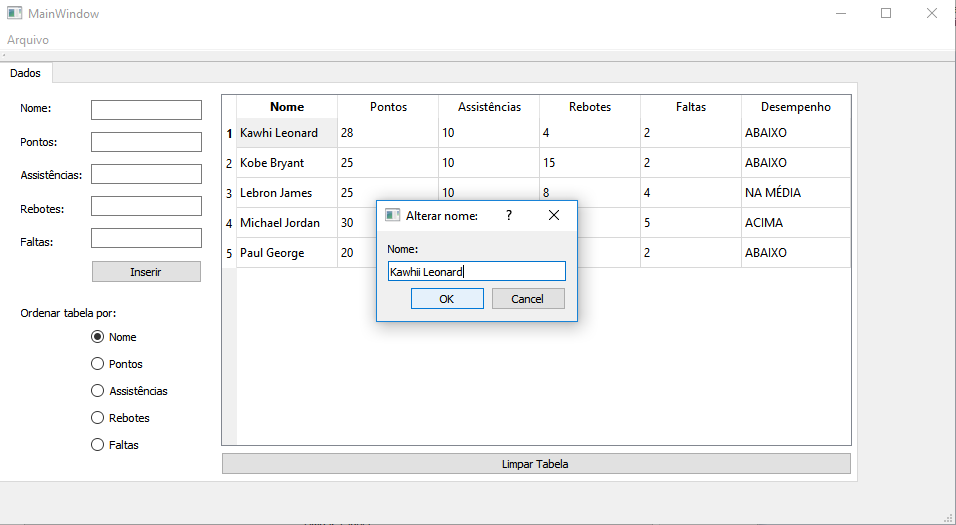 MainWindow
Arquivo
Dados
Nome:
Pontos:
Assistências:
Rebotes:
Faltas:
Inserir
Ordenar tabela por:
Nome
Pontos
Assistências
Rebotes
Faltas
Nome Pontos Assistências Rebotes Faltas Desempenho
1 Kawhi Leonard 28 10 4 2 ABAIXO
2 Kobe Bryant 25 10 15 2 ABAIXO
3 Lebron James 25 10 8 4 NA MÉDIA
4 Michael Jordan 30 5 ACIMA
5 Paul George 20 2 ABAIXO
Alterar nome: ?
Nome:
Kawhii Leonard
OK Cancel
Limpar Tabela